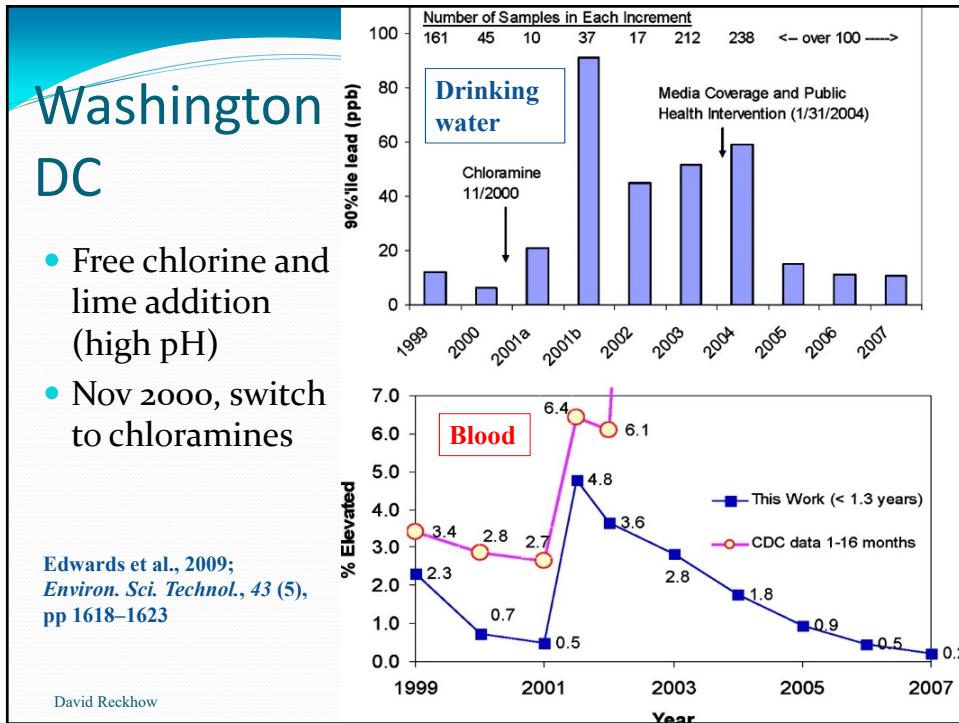 Washington
DC
Free chlorine and
lime addition
(high pH)
Nov 2000, switch
to chloramines
Edwards et al., 2009;
Environ. Sci. Technol., 43 (5),
pp 1618–1623
David Reckhow
Number of Samples in Each Increment
161 45 10 37 17 212 238 <-- over 100 ----->
90%'ile lead (ppb)
100
80
60
40
20
0
Drinking
water
Chloramine
11/2000
Media Coverage and Public
Health Intervention (1/31/2004)
1999 2000 2001a 2001b 2002 2003 2004 2005 2006 2007
% Elevated
7.0
6.0
5.0
4.0
3.0
2.0
1.0
0.0
Blood
3.4
2.8
2.7
6.4
6.1
2.3
0.7
0.5
4.8
3.6
2.8
1.8
0.9
0.5
This Work (< 1.3 years)
CDC data 1-16 months
1999 2001 2003 2005 2007
Year